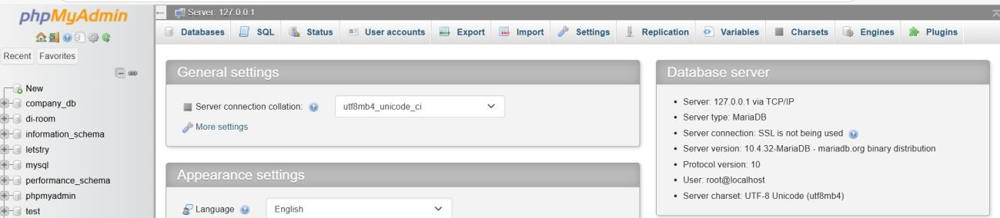 phpMyAdmin
Recent Favorites
New
company_db
di-room
information_schema
letstry
mysql
performance_schema
phpmyadmin
test
Server: 127.0.0.1
Databases SQL Status User accounts Export Import Settings Replication Variables Charsets Engines Plugins
General settings
Server connection collation: utf8mb4_unicode_ci
More settings
Appearance settings
Language English
Database server
• Server: 127.0.0.1 via TCP/IP
• Server type: MariaDB
• Server connection: SSL is not being used
• Server version: 10.4.32-MariaDB - mariadb.org binary distribution
• Protocol version: 10
• User: root@localhost
• Server charset: UTF-8 Unicode (utf8mb4)